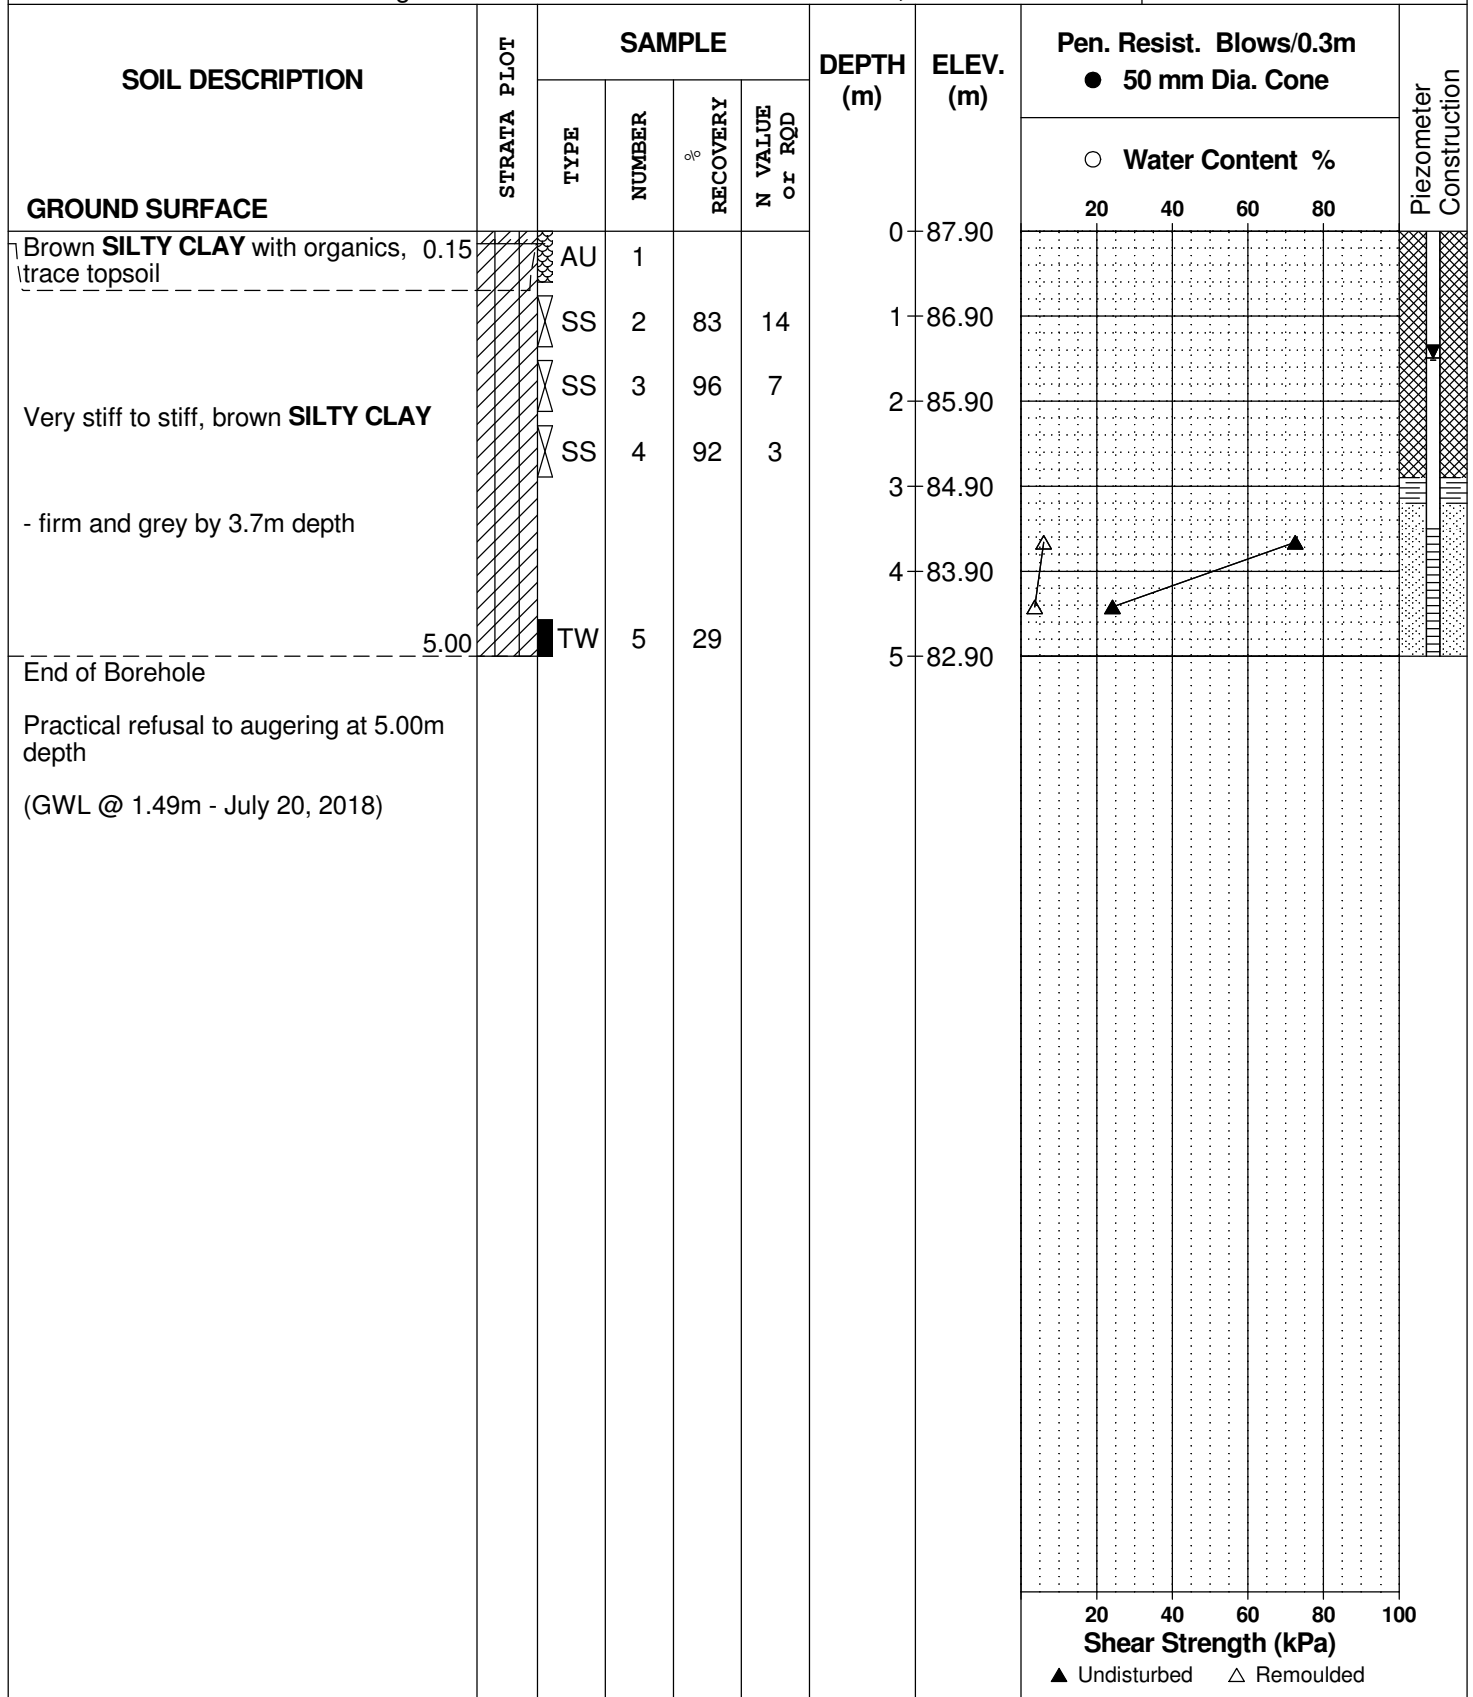 SOIL DESCRIPTION
GROUND SURFACE
STRATA PLOT
SAMPLE
TYPE
NUMBER
% RECOVERY
N VALUE or RQD
DEPTH (m)
ELEV. (m)
Pen. Resist. Blows/0.3m
● 50 mm Dia. Cone
○ Water Content %
20 40 60 80
Piezometer Construction
0 87.90
Brown SILTY CLAY with organics, 0.15
trace topsoil
AU 1
SS 2 83 14
1 86.90
SS 3 96 7
2 85.90
Very stiff to stiff, brown SILTY CLAY
SS 4 92 3
3 84.90
- firm and grey by 3.7m depth
4 83.90
5.00
TW 5 29
5 82.90
End of Borehole
Practical refusal to augering at 5.00m
depth
(GWL @ 1.49m - July 20, 2018)
20 40 60 80 100
Shear Strength (kPa)
▲ Undisturbed △ Remoulded